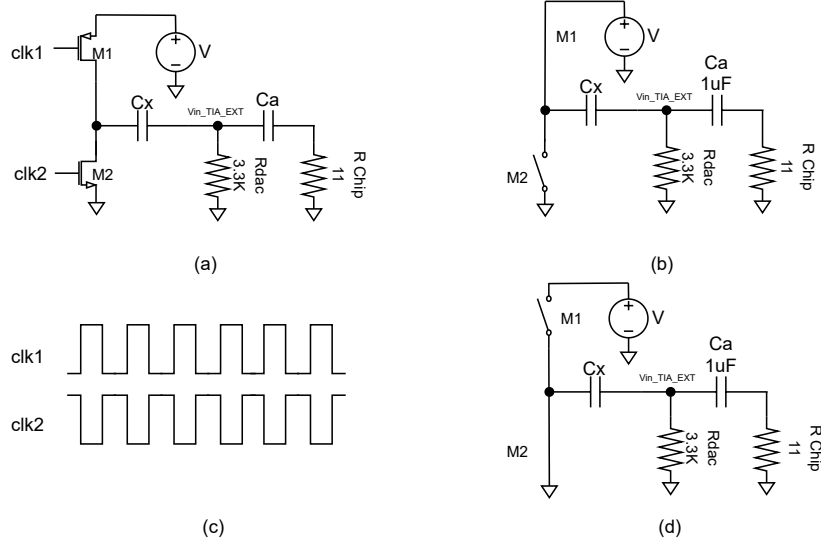 clk1
M1
V
Cx
Vin_TIA_EXT
Ca
clk2
M2
3.3K
Rdac
11
R Chip
(a)
M1
V
Ca
1uF
Cx
Vin_TIA_EXT
M2
3.3K
Rdac
11
R Chip
(b)
clk1
clk2
(c)
M1
V
Ca
1uF
Cx
Vin_TIA_EXT
M2
3.3K
Rdac
11
R Chip
(d)